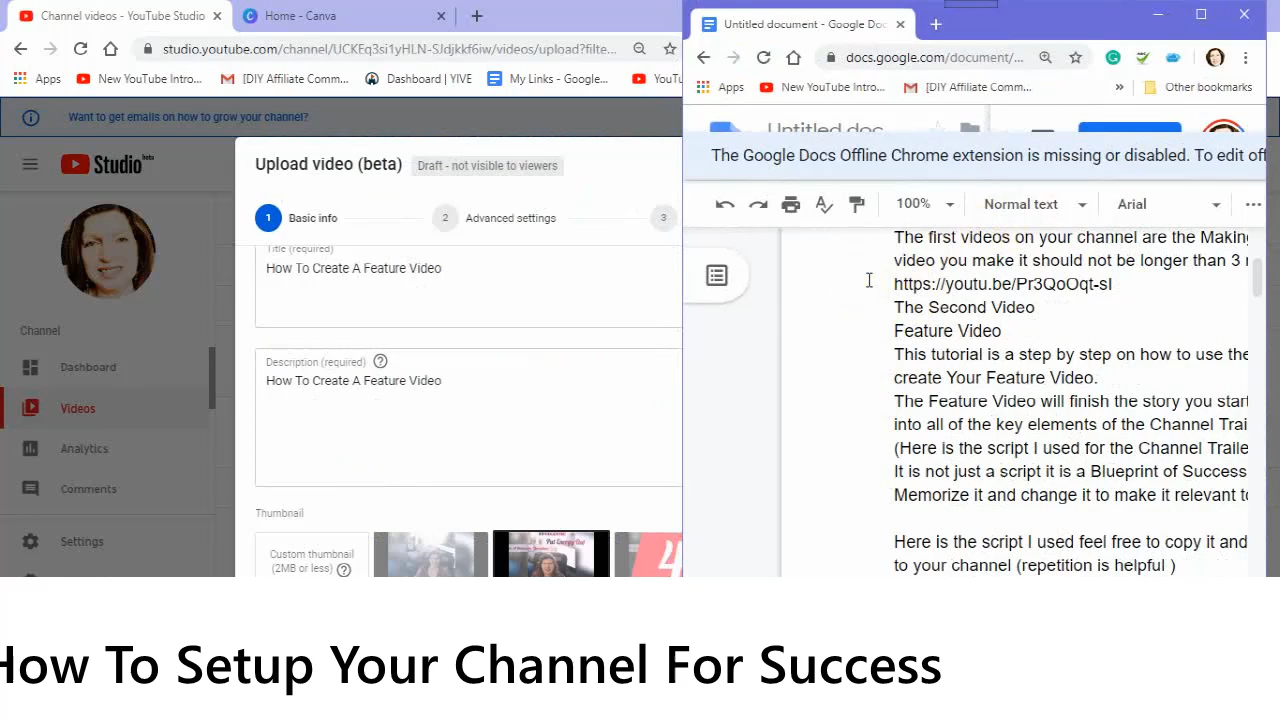 Channel videos - YouTube Studio
Home - Canva
studio.youtube.com/channel/UCKEq3si1yHLN-SJdjkkf6iw/videos/upload?filte...
Apps
New YouTube Intro...
[DIY Affiliate Comm...
Dashboard | YIVE
My Links - Google...
YouTu
Want to get emails on how to grow your channel?
Studio beta
Channel
Dashboard
Videos
Analytics
Comments
Settings
Upload video (beta)
Draft - not visible to viewers
1 Basic info
2 Advanced settings
3
Title (required)
How To Create A Feature Video
Description (required)
How To Create A Feature Video
Thumbnail
Custom thumbnail
(2MB or less)
4
Untitled document - Google Doc
docs.google.com/document/...
Apps
New YouTube Intro...
[DIY Affiliate Comm...
»
Other bookmarks
Untitled doc
The Google Docs Offline Chrome extension is missing or disabled. To edit off
100%
Normal text
Arial
The first videos on your channel are the Making
video you make it should not be longer than 3 m
https://youtu.be/Pr3QoOqt-sI
The Second Video
Feature Video
This tutorial is a step by step on how to use the
create Your Feature Video.
The Feature Video will finish the story you start
into all of the key elements of the Channel Trai
(Here is the script I used for the Channel Traile
It is not just a script it is a Blueprint of Success
Memorize it and change it to make it relevant to
Here is the script I used feel free to copy it and
to your channel (repetition is helpful )
How To Setup Your Channel For Success